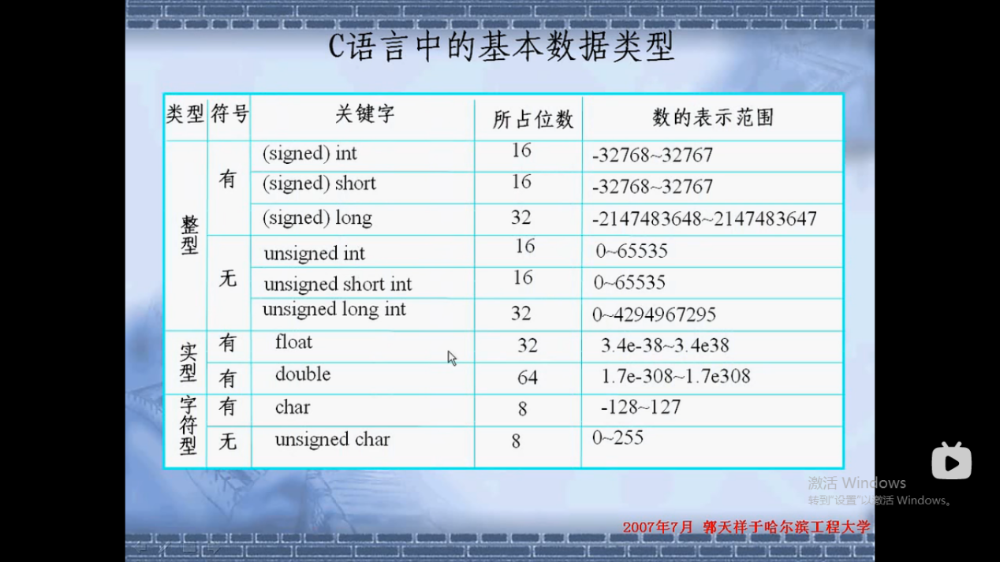 C语言中的基本数据类型
类型 符号 关键字 所占位数 数的表示范围
整型 有 (signed) int 16 -32768~32767
(signed) short 16 -32768~32767
(signed) long 32 -2147483648~2147483647
无 unsigned int 16 0~65535
unsigned short int 16 0~65535
unsigned long int 32 0~4294967295
实型 有 float 32 3.4e-38~3.4e38
有 double 64 1.7e-308~1.7e308
字符型 有 char 8 -128~127
无 unsigned char 8 0~255
激活 Windows
转到"设置"以激活 Windows。
2007年7月 郭天祥于哈尔滨工程大学